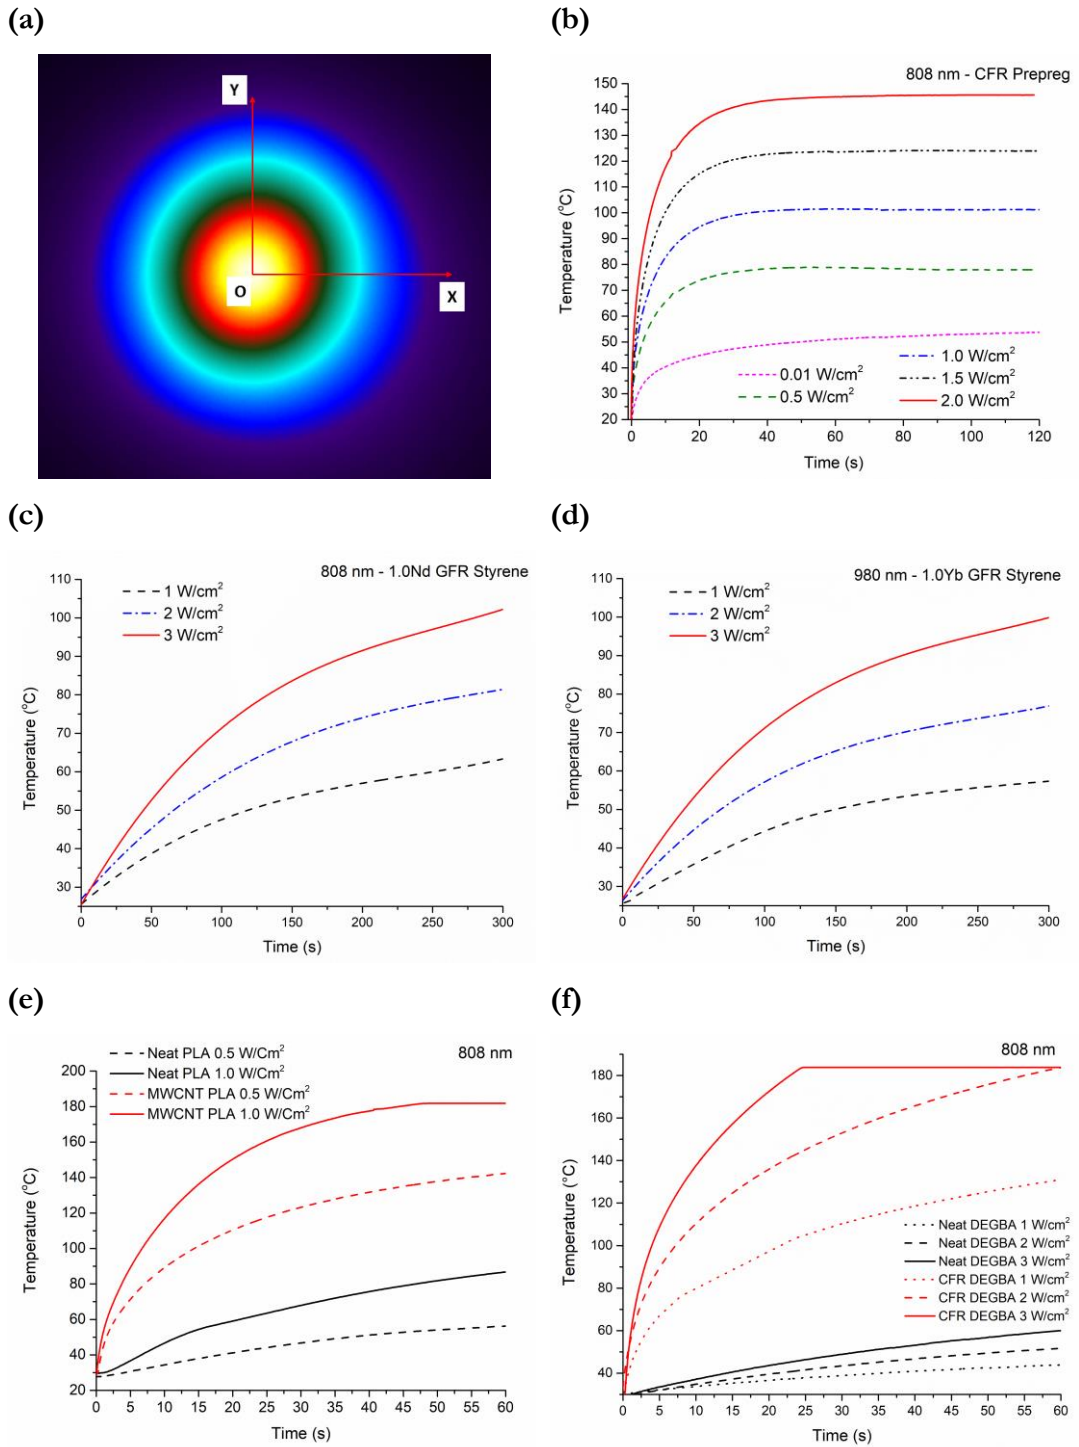 (a)
Y
O
X
(b)
808 nm - CFR Prepreg
150
140
130
120
110
100
90
80
70
60
50
40
30
20
Temperature (°C)
0.01 W/cm²
0.5 W/cm²
1.0 W/cm²
1.5 W/cm²
2.0 W/cm²
0 20 40 60 80 100 120
Time (s)
(c)
808 nm - 1.0Nd GFR Styrene
1 W/cm²
2 W/cm²
3 W/cm²
110
100
90
80
70
60
50
40
30
Temperature (°C)
0 50 100 150 200 250 300
Time (s)
(d)
980 nm - 1.0Yb GFR Styrene
1 W/cm²
2 W/cm²
3 W/cm²
110
100
90
80
70
60
50
40
30
Temperature (°C)
0 50 100 150 200 250 300
Time (s)
(e)
808 nm
Neat PLA 0.5 W/Cm²
Neat PLA 1.0 W/Cm²
MWCNT PLA 0.5 W/Cm²
MWCNT PLA 1.0 W/Cm²
200
180
160
140
120
100
80
60
40
20
Temperature (°C)
0 5 10 15 20 25 30 35 40 45 50 55 60
Time (s)
(f)
808 nm
180
160
140
120
100
80
60
40
Temperature (°C)
Neat DEGBA 1 W/cm²
Neat DEGBA 2 W/cm²
Neat DEGBA 3 W/cm²
CFR DEGBA 1 W/cm²
CFR DEGBA 2 W/cm²
CFR DEGBA 3 W/cm²
0 5 10 15 20 25 30 35 40 45 50 55 60
Time (s)